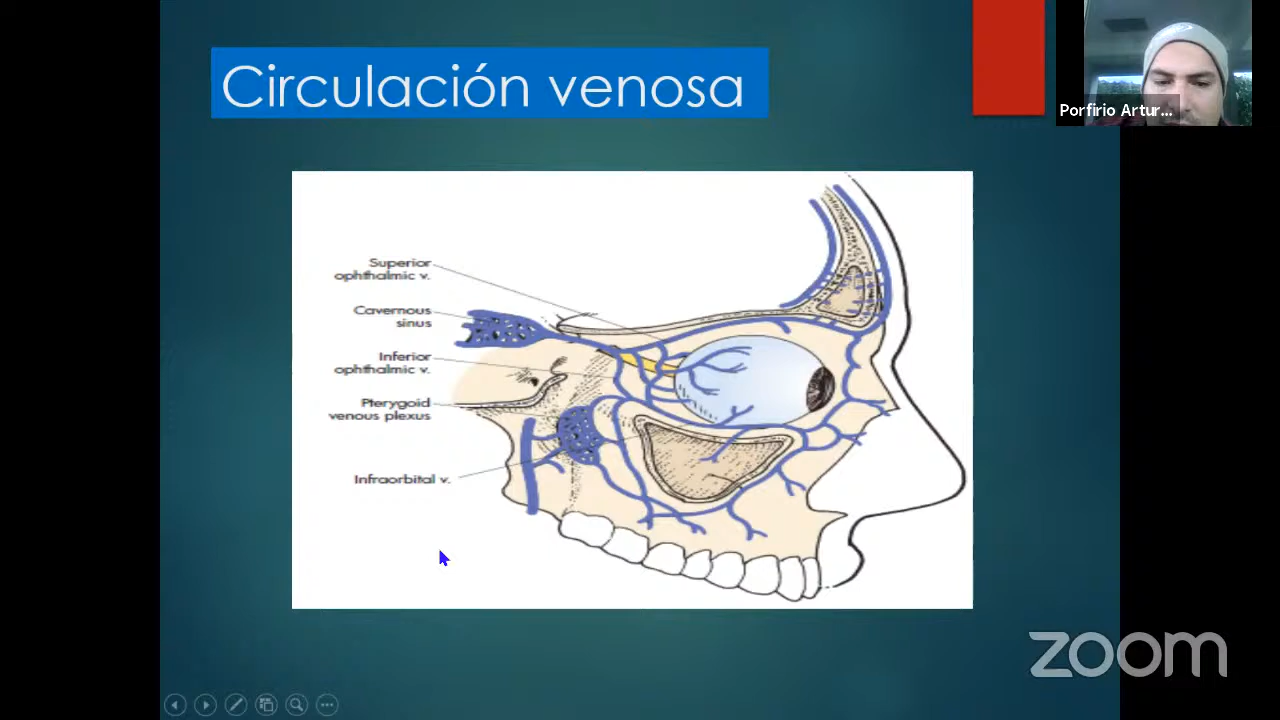 Circulación venosa
Porfirio Artur...
Superior
ophthalmic v.
Cavernous
sinus
Inferior
ophthalmic v.
Pterygoid
venous plexus
Infraorbital v.
zoom